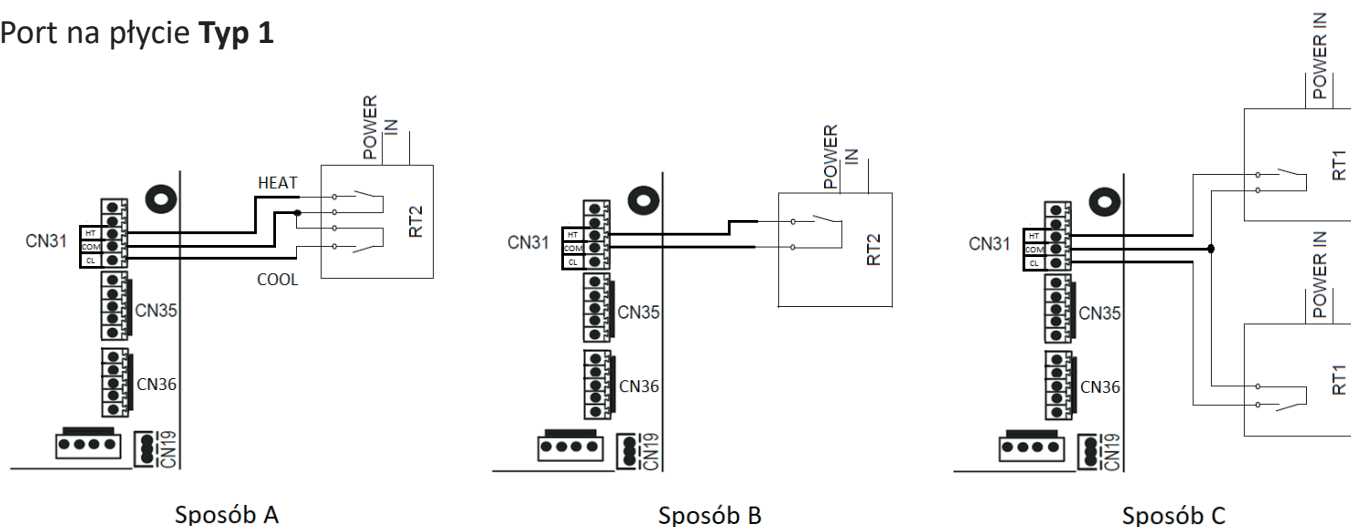 Port na płycie Typ 1
POWER IN
HEAT
CN31
HT
COM
CL
RT2
COOL
CN35
CN36
CN19
Sposób A
POWER IN
CN31
HT
COM
CL
RT2
CN35
CN36
CN19
Sposób B
POWER IN
RT1
CN31
HT
COM
CL
POWER IN
CN35
RT1
CN36
CN19
Sposób C